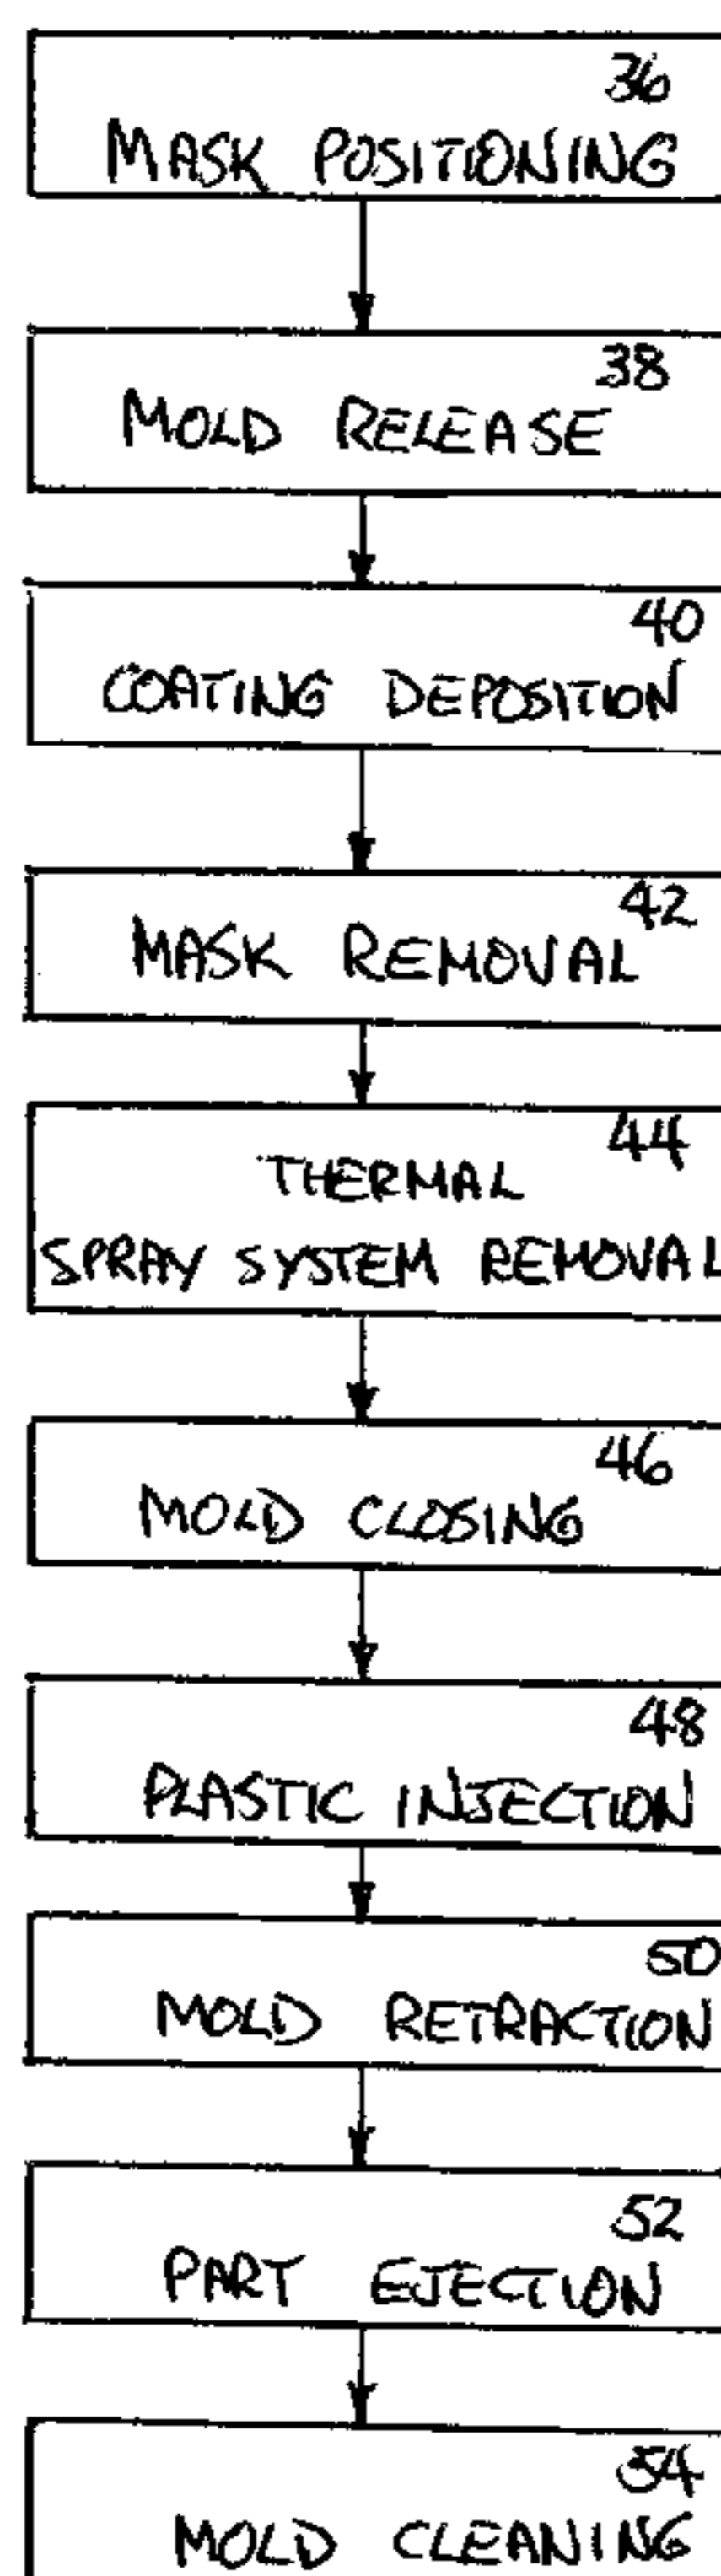 36
MASK POSITIONING
38
MOLD RELEASE
40
COATING DEPOSITION
42
MASK REMOVAL
44
THERMAL
SPRAY SYSTEM REMOVAL
46
MOLD CLOSING
48
PLASTIC INJECTION
50
MOLD RETRACTION
52
PART EJECTION
54
MOLD CLEANING